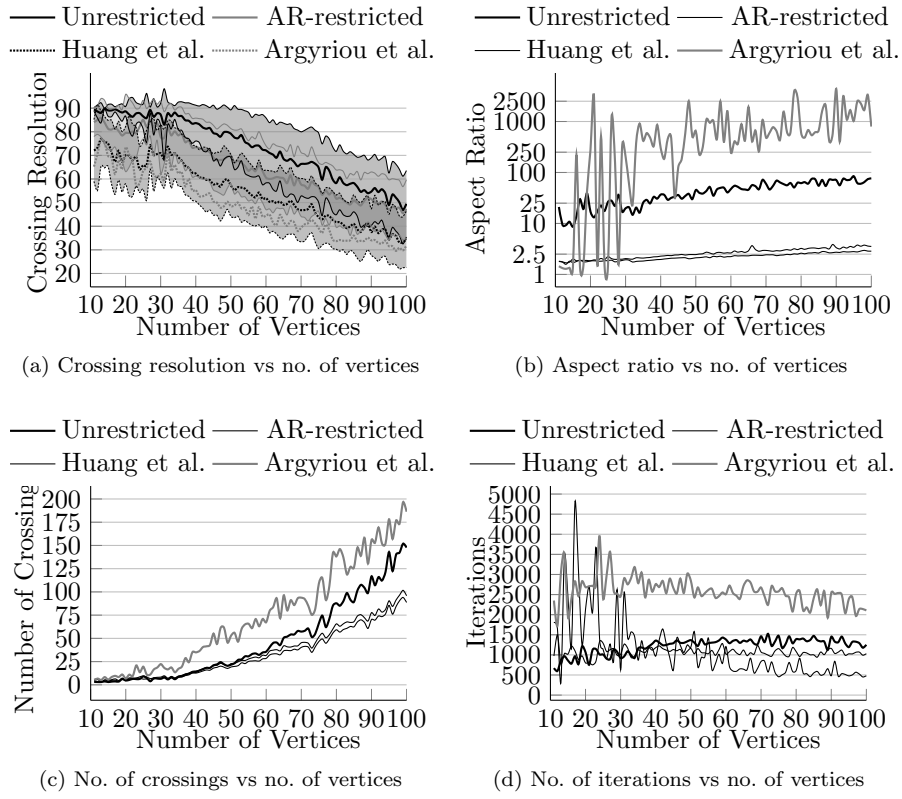 Unrestricted AR-restricted
Huang et al. Argyriou et al.
Crossing Resolution
90
80
70
60
50
40
30
20
10 20 30 40 50 60 70 80 90 100
Number of Vertices
(a) Crossing resolution vs no. of vertices
Unrestricted AR-restricted
Huang et al. Argyriou et al.
Aspect Ratio
2500
1000
250
100
25
10
2.5
1
10 20 30 40 50 60 70 80 90 100
Number of Vertices
(b) Aspect ratio vs no. of vertices
Unrestricted AR-restricted
Huang et al. Argyriou et al.
Number of Crossing
200
175
150
125
100
75
50
25
0
10 20 30 40 50 60 70 80 90 100
Number of Vertices
(c) No. of crossings vs no. of vertices
Unrestricted AR-restricted
Huang et al. Argyriou et al.
Iterations
5000
4500
4000
3500
3000
2500
2000
1500
1000
500
0
10 20 30 40 50 60 70 80 90 100
Number of Vertices
(d) No. of iterations vs no. of vertices